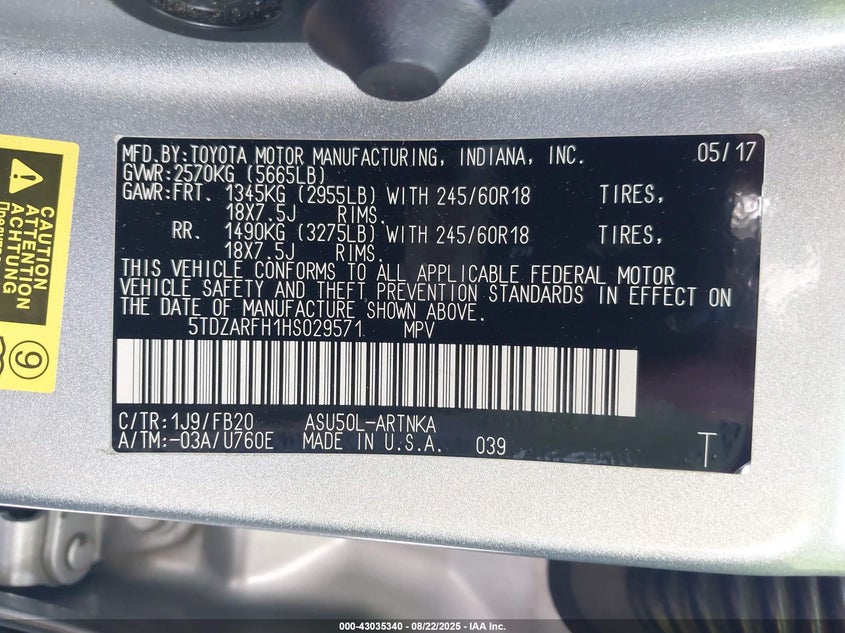 MFD.BY:TOYOTA MOTOR MANUFACTURING, INDIANA, INC. 05/17
GVWR:2570KG (5665LB)
GAWR:FRT. 1345KG (2955LB) WITH 245/60R18 TIRES,
18X7.5J RIMS.
RR. 1490KG (3275LB) WITH 245/60R18 TIRES,
18X7.5J RIMS.
THIS VEHICLE CONFORMS TO ALL APPLICABLE FEDERAL MOTOR
VEHICLE SAFETY AND THEFT PREVENTION STANDARDS IN EFFECT ON
THE DATE OF MANUFACTURE SHOWN ABOVE.
5TDZARFH1HS029571 MPV
C/TR:1J9/FB20 ASU50L-ARTNKA
A/TM:-03A/U760E MADE IN U.S.A. 039
T
CAUTION
ATTENTION
ACHTUNG
9
000-43035340 - 08/22/2025 - IAA Inc.